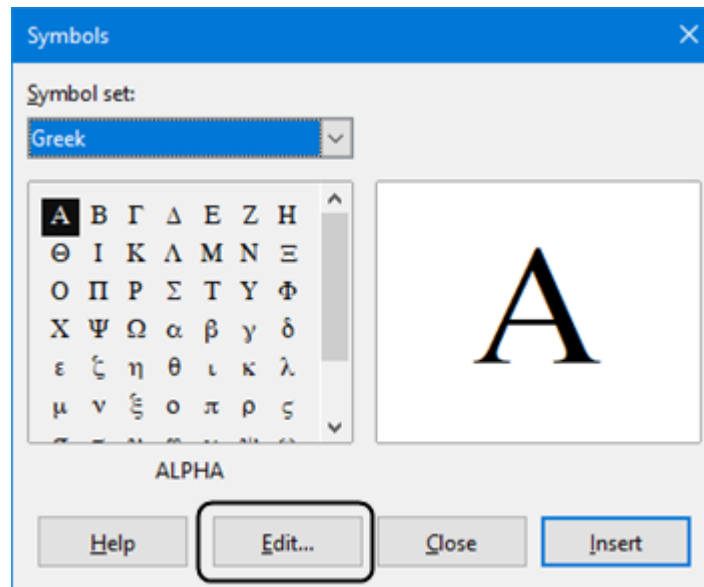 Symbols
Symbol set:
Greek
Α Β Γ Δ Ε Ζ Η
Θ Ι Κ Λ Μ Ν Ξ
Ο Π Ρ Σ Τ Υ Φ
Χ Ψ Ω α β γ δ
ε ζ η θ ι κ λ
μ ν ξ ο π ρ ς
Α
ALPHA
Help Edit... Close Insert